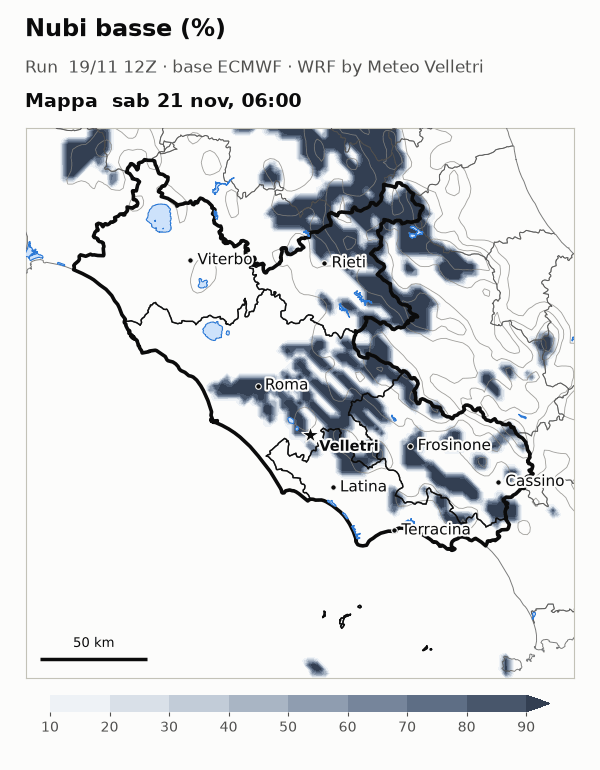 Nubi basse (%)
Run  19/11 12Z · base ECMWF · WRF by Meteo Velletri
Mappa  sab 21 nov, 06:00
Viterbo
Rieti
Roma
Velletri
Frosinone
Cassino
Latina
Terracina
50 km
10 20 30 40 50 60 70 80 90